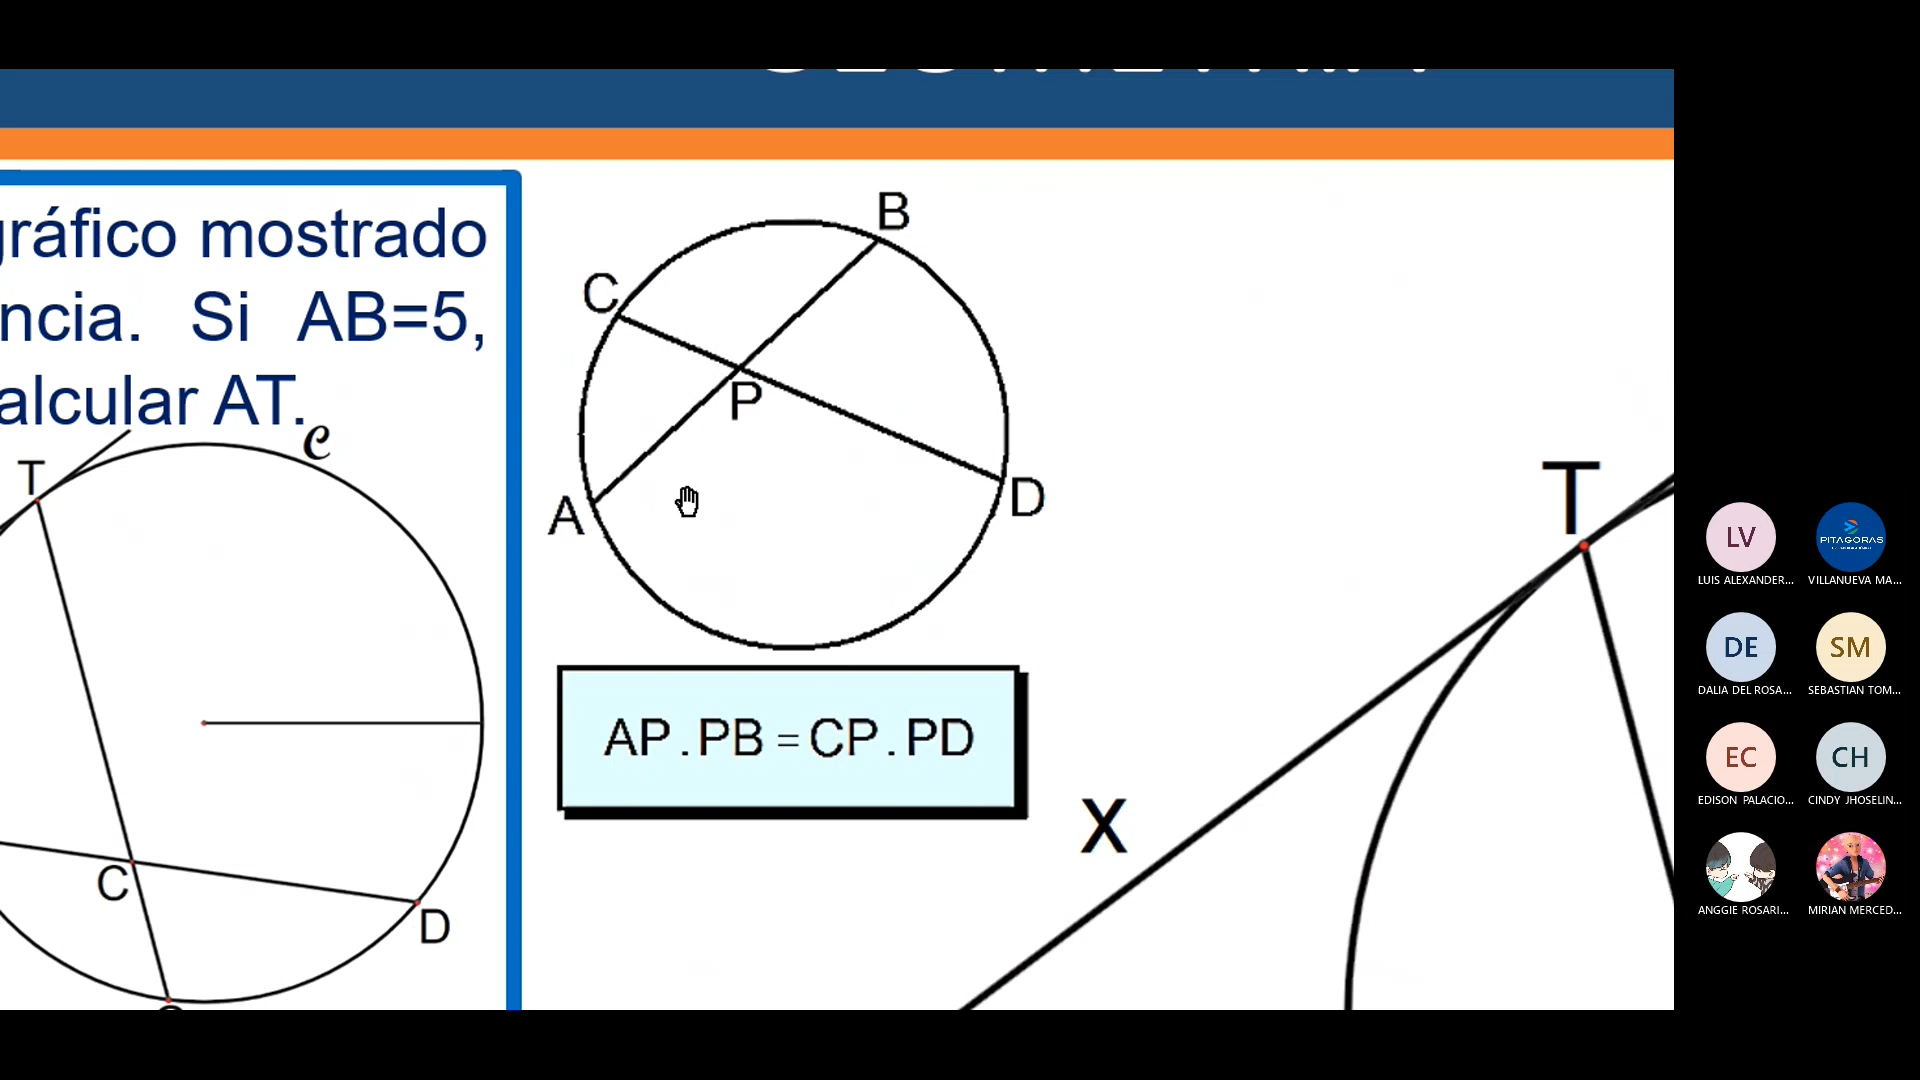 gráfico mostrado
ncia. Si AB=5,
alcular AT.
T
C
C
D
B
C
P
A
D
AP.PB=CP.PD
T
X
LV
LUIS ALEXANDER...
PITAGORAS
VILLANUEVA MA...
DE
DALIA DEL ROSA...
SM
SEBASTIAN TOM...
EC
EDISON PALACIO...
CH
CINDY JHOSELIN...
ANGGIE ROSARI...
MIRIAN MERCED...